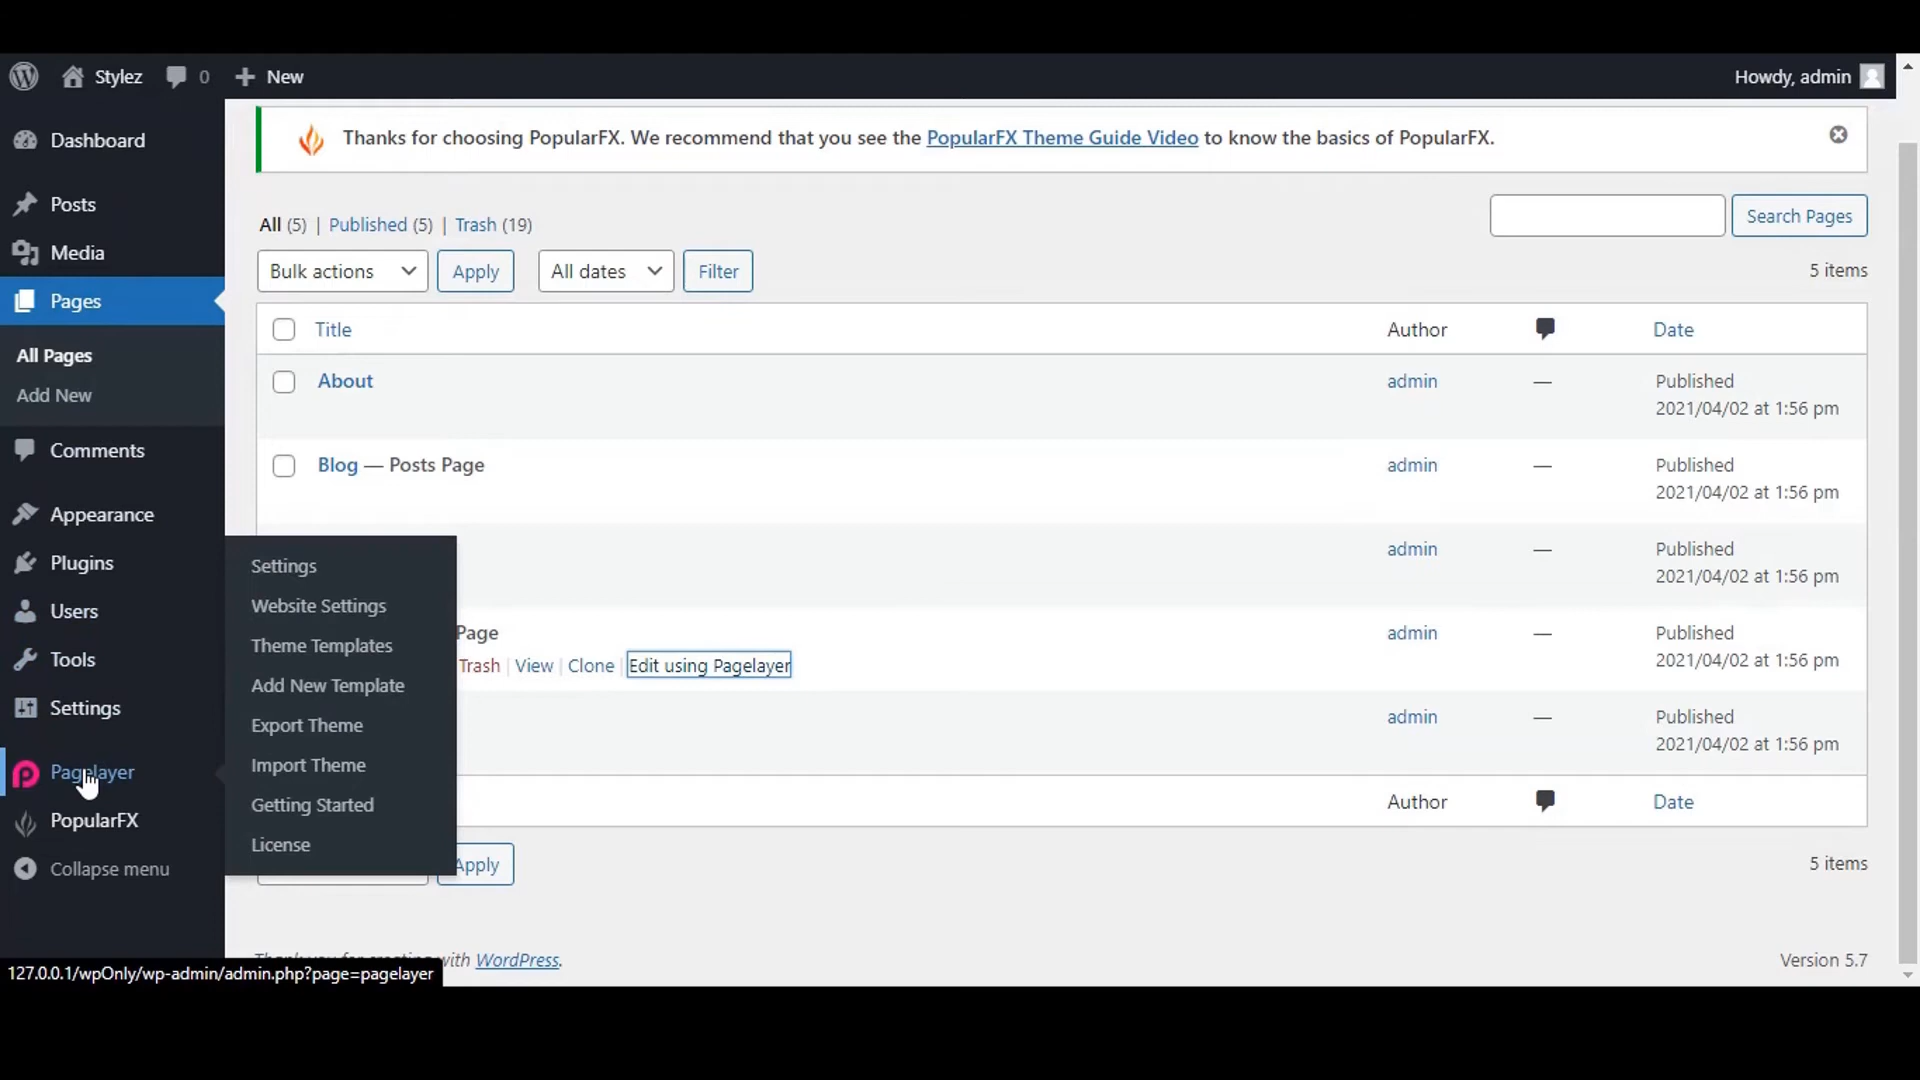 Stylez 0 New Howdy, admin
Dashboard
Posts
Media
Pages
All Pages
Add New
Comments
Appearance
Plugins
Users
Tools
Settings
Pagelayer
PopularFX
Collapse menu
Settings
Website Settings
Theme Templates
Add New Template
Export Theme
Import Theme
Getting Started
License
Thanks for choosing PopularFX. We recommend that you see the PopularFX Theme Guide Video to know the basics of PopularFX.
All (5) | Published (5) | Trash (19)
Search Pages
Bulk actions Apply All dates Filter 5 items
Title Author Date
About admin — Published
2021/04/02 at 1:56 pm
Blog — Posts Page admin — Published
2021/04/02 at 1:56 pm
admin — Published
2021/04/02 at 1:56 pm
Page admin — Published
Trash | View | Clone | Edit using Pagelayer 2021/04/02 at 1:56 pm
admin — Published
2021/04/02 at 1:56 pm
Author Date
Apply 5 items
Thank you for creating with WordPress. Version 5.7
127.0.0.1/wpOnly/wp-admin/admin.php?page=pagelayer